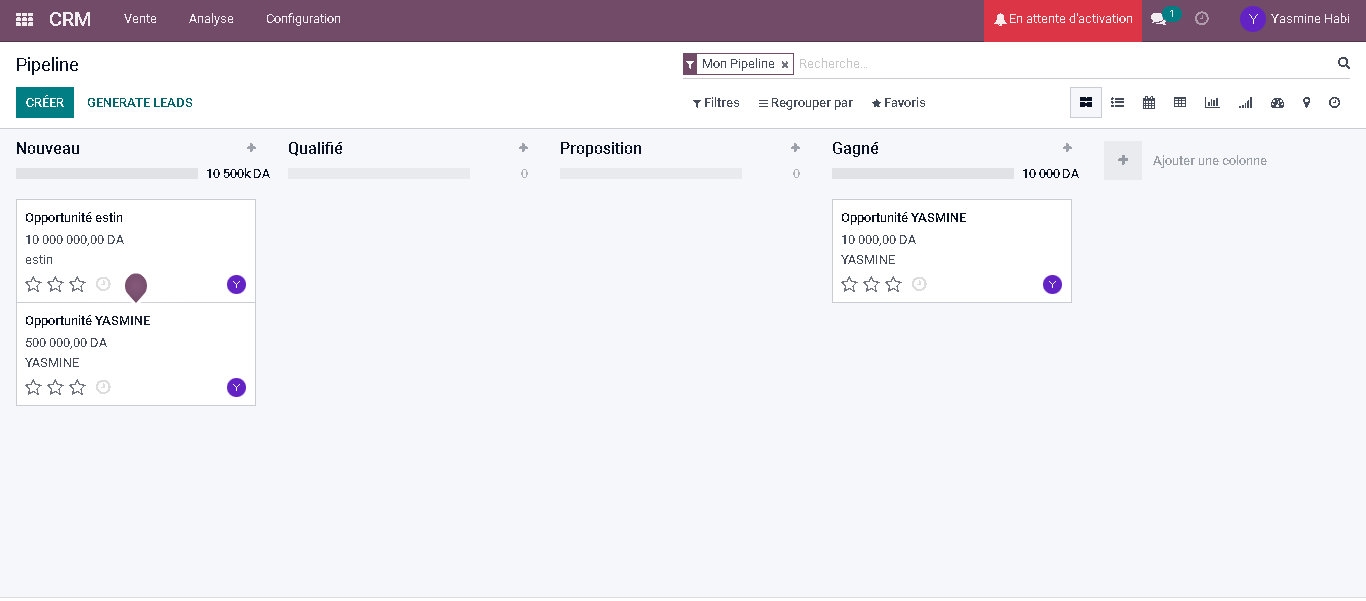 CRM Vente Analyse Configuration En attente d'activation 1 Y Yasmine Habi
Pipeline
Mon Pipeline × Recherche...
CRÉER GENERATE LEADS
Filtres Regrouper par Favoris
Nouveau +
10 500k DA
Opportunité estin
10 000 000,00 DA
estin
Y
Opportunité YASMINE
500 000,00 DA
YASMINE
Y
Qualifié +
0
Proposition +
0
Gagné +
10 000 DA
Opportunité YASMINE
10 000,00 DA
YASMINE
Y
+ Ajouter une colonne